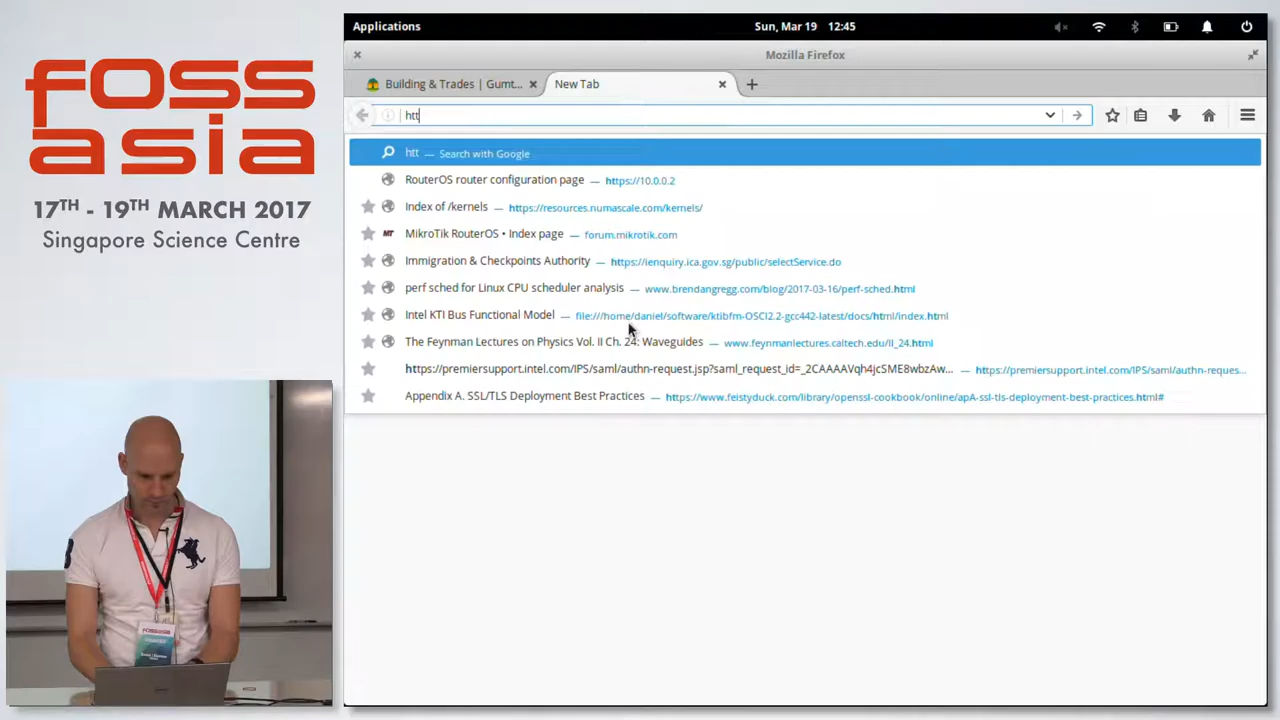 foss
asia
17TH - 19TH MARCH 2017
Singapore Science Centre
Applications
Sun, Mar 19 12:45
Mozilla Firefox
Building & Trades | Gumt...
New Tab
htt
htt — Search with Google
RouterOS router configuration page — https://10.0.0.2
Index of /kernels — https://resources.numascale.com/kernels/
MT MikroTik RouterOS • Index page — forum.mikrotik.com
Immigration & Checkpoints Authority — https://ienquiry.ica.gov.sg/public/selectService.do
perf sched for Linux CPU scheduler analysis — www.brendangregg.com/blog/2017-03-16/perf-sched.html
Intel KTI Bus Functional Model — file:///home/daniel/software/ktibfm-OSCI2.2-gcc442-latest/docs/html/index.html
The Feynman Lectures on Physics Vol. II Ch. 24: Waveguides — www.feynmanlectures.caltech.edu/II_24.html
https://premiersupport.intel.com/IPS/saml/authn-request.jsp?saml_request_id=_2CAAAAVqh4jcSME8wbzAw... — https://premiersupport.intel.com/IPS/saml/authn-reques...
Appendix A. SSL/TLS Deployment Best Practices — https://www.feistyduck.com/library/openssl-cookbook/online/apA-ssl-tls-deployment-best-practices.html#